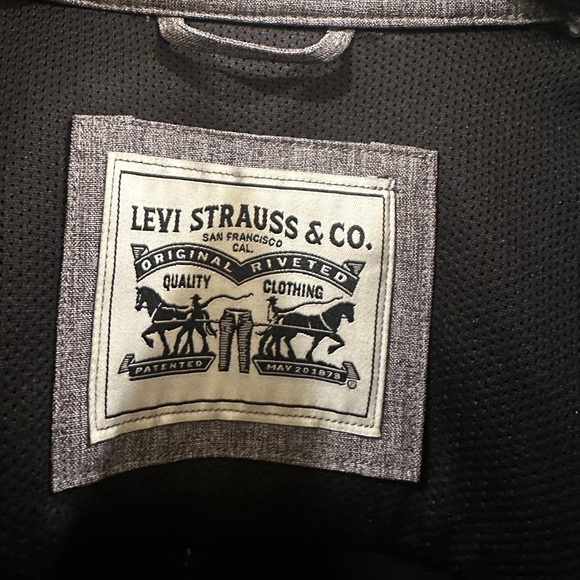 LEVI STRAUSS & CO.
SAN FRANCISCO
CAL.
ORIGINAL RIVETED
QUALITY CLOTHING
PATENTED MAY 20 1873
®